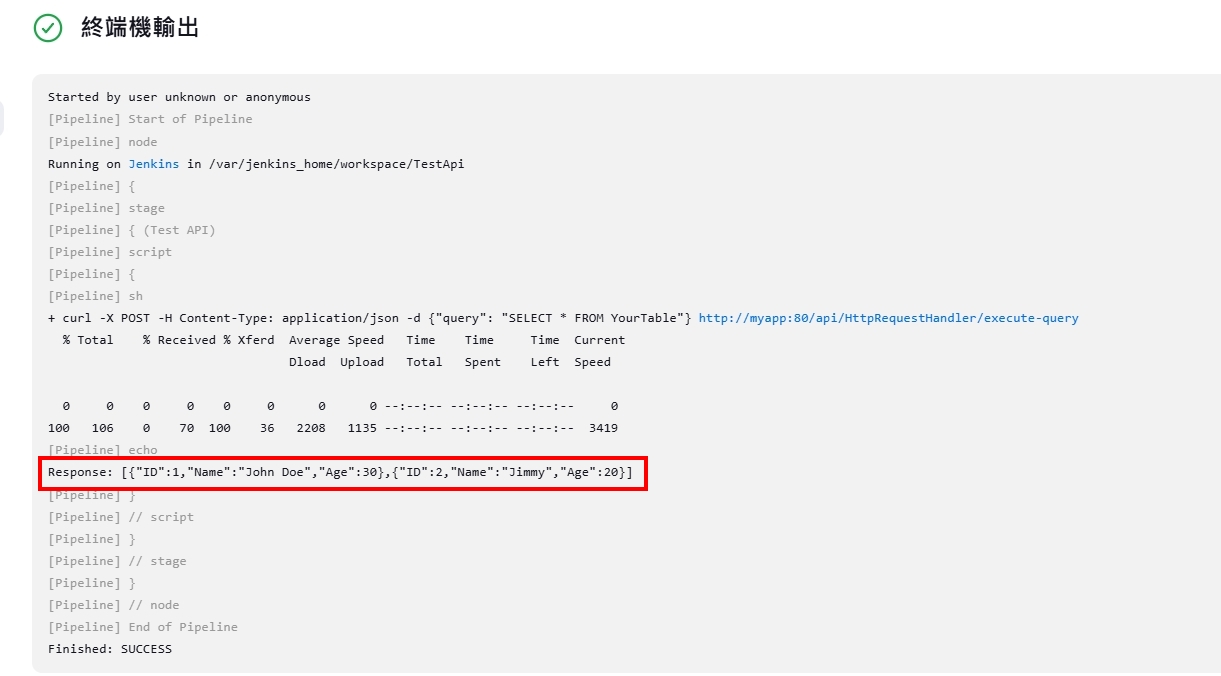 終端機輸出
Started by user unknown or anonymous
[Pipeline] Start of Pipeline
[Pipeline] node
Running on Jenkins in /var/jenkins_home/workspace/TestApi
[Pipeline] {
[Pipeline] stage
[Pipeline] { (Test API)
[Pipeline] script
[Pipeline] {
[Pipeline] sh
+ curl -X POST -H Content-Type: application/json -d {"query": "SELECT * FROM YourTable"} http://myapp:80/api/HttpRequestHandler/execute-query
  % Total    % Received % Xferd  Average Speed   Time    Time     Time  Current
                                 Dload  Upload   Total   Spent    Left  Speed
  0     0    0     0    0     0      0      0 --:--:-- --:--:-- --:--:--     0
100   106    0    70  100    36   2208   1135 --:--:-- --:--:-- --:--:--  3419
[Pipeline] echo
Response: [{"ID":1,"Name":"John Doe","Age":30},{"ID":2,"Name":"Jimmy","Age":20}]
[Pipeline] }
[Pipeline] // script
[Pipeline] }
[Pipeline] // stage
[Pipeline] }
[Pipeline] // node
[Pipeline] End of Pipeline
Finished: SUCCESS